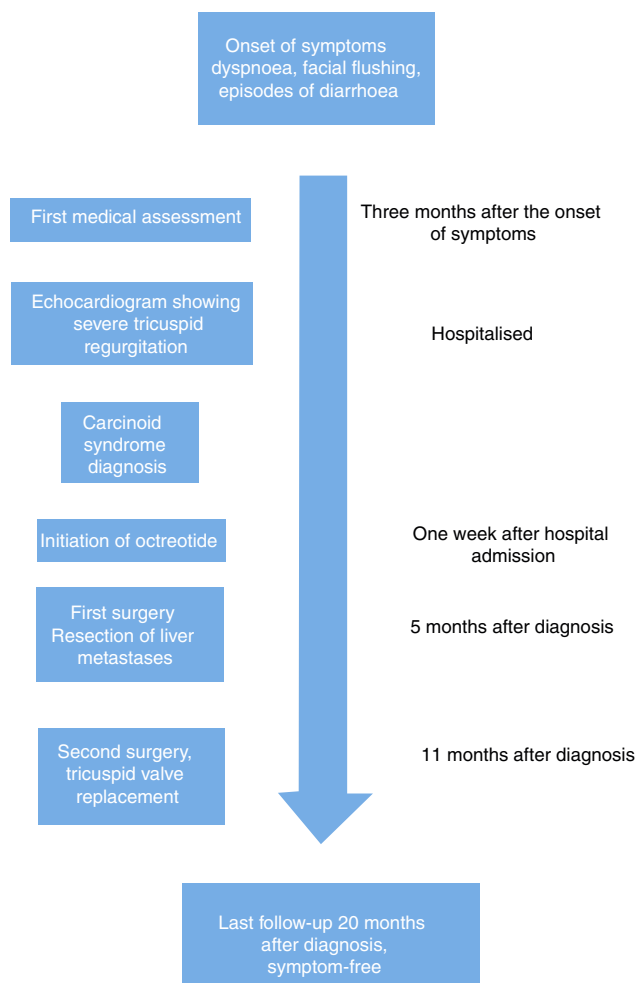 Onset of symptoms
dyspnoea, facial flushing,
episodes of diarrhoea
First medical assessment
Three months after the onset
of symptoms
Echocardiogram showing
severe tricuspid
regurgitation
Hospitalised
Carcinoid
syndrome
diagnosis
Initiation of octreotide
One week after hospital
admission
First surgery
Resection of liver
metastases
5 months after diagnosis
Second surgery,
tricuspid valve
replacement
11 months after diagnosis
Last follow-up 20 months
after diagnosis,
symptom-free